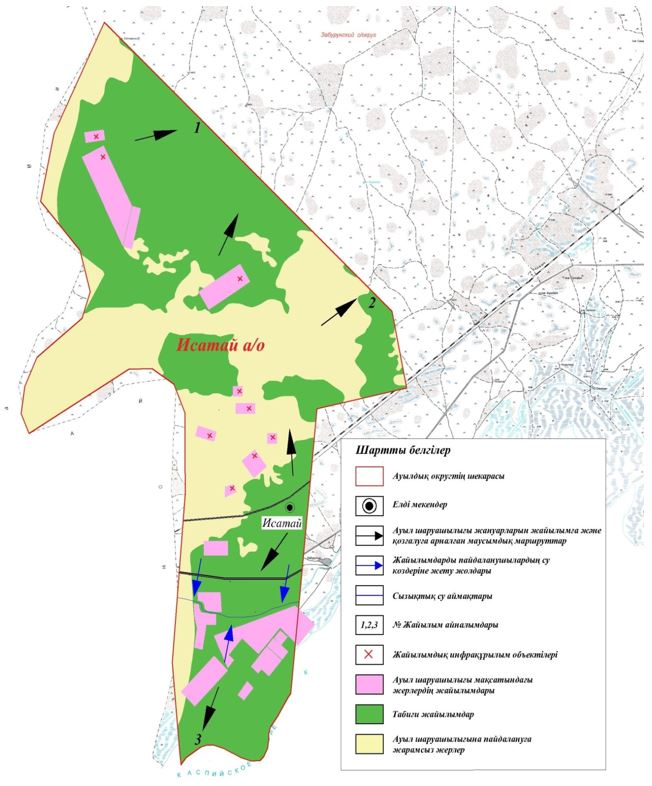 Забурунский с/округ
1
2
Исатай а/о
Исатай
3
КАСПИЙСКОЕ
Шартты белгілер
Ауылдық округтің шекарасы
Елді мекендер
Ауыл шаруашылығы жануарларын жайылымға және
қозғалуға арналған маусымдық маршруттар
Жайылымдарды пайдаланушылардың су
көздеріне жету жолдары
Сызықтық су аймақтары
1,2,3
№ Жайылым айналымдары
Жайылымдық инфрақұрылым объектілері
Ауыл шаруашылығы мақсатындағы
жерлердің жайылымдары
Табиғи жайылымдар
Ауыл шаруашылығына пайдалануға
жарамсыз жерлер